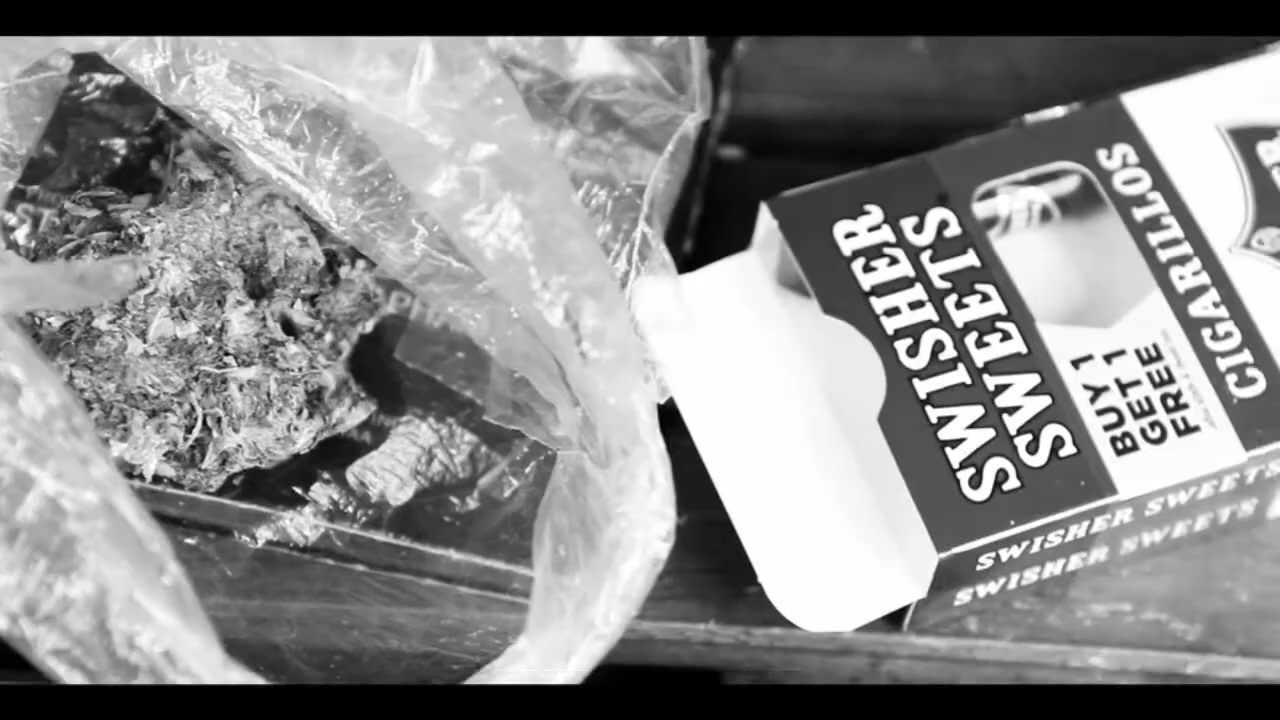 SWISHER
SWEETS
BUY 1
GET 1
FREE
CIGARILLOS
SWISHER SWEETS
SWISHER SWEETS